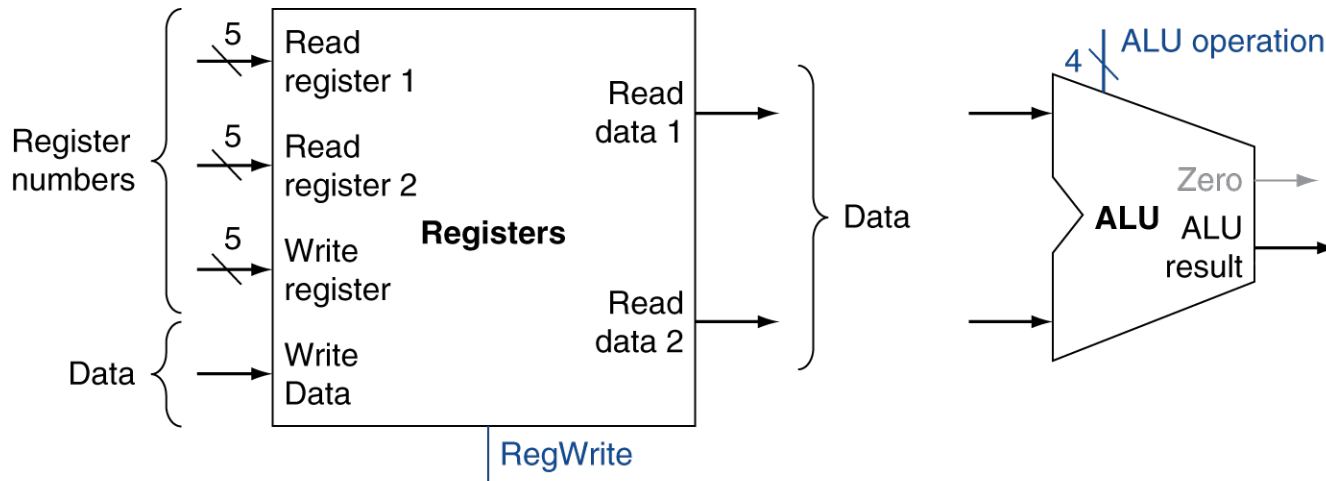 Register
numbers
Data
5
Read
register 1
5
Read
register 2
5
Write
register
Write
Data
Registers
Read
data 1
Read
data 2
RegWrite
Data
4
ALU operation
ALU
Zero
ALU
result